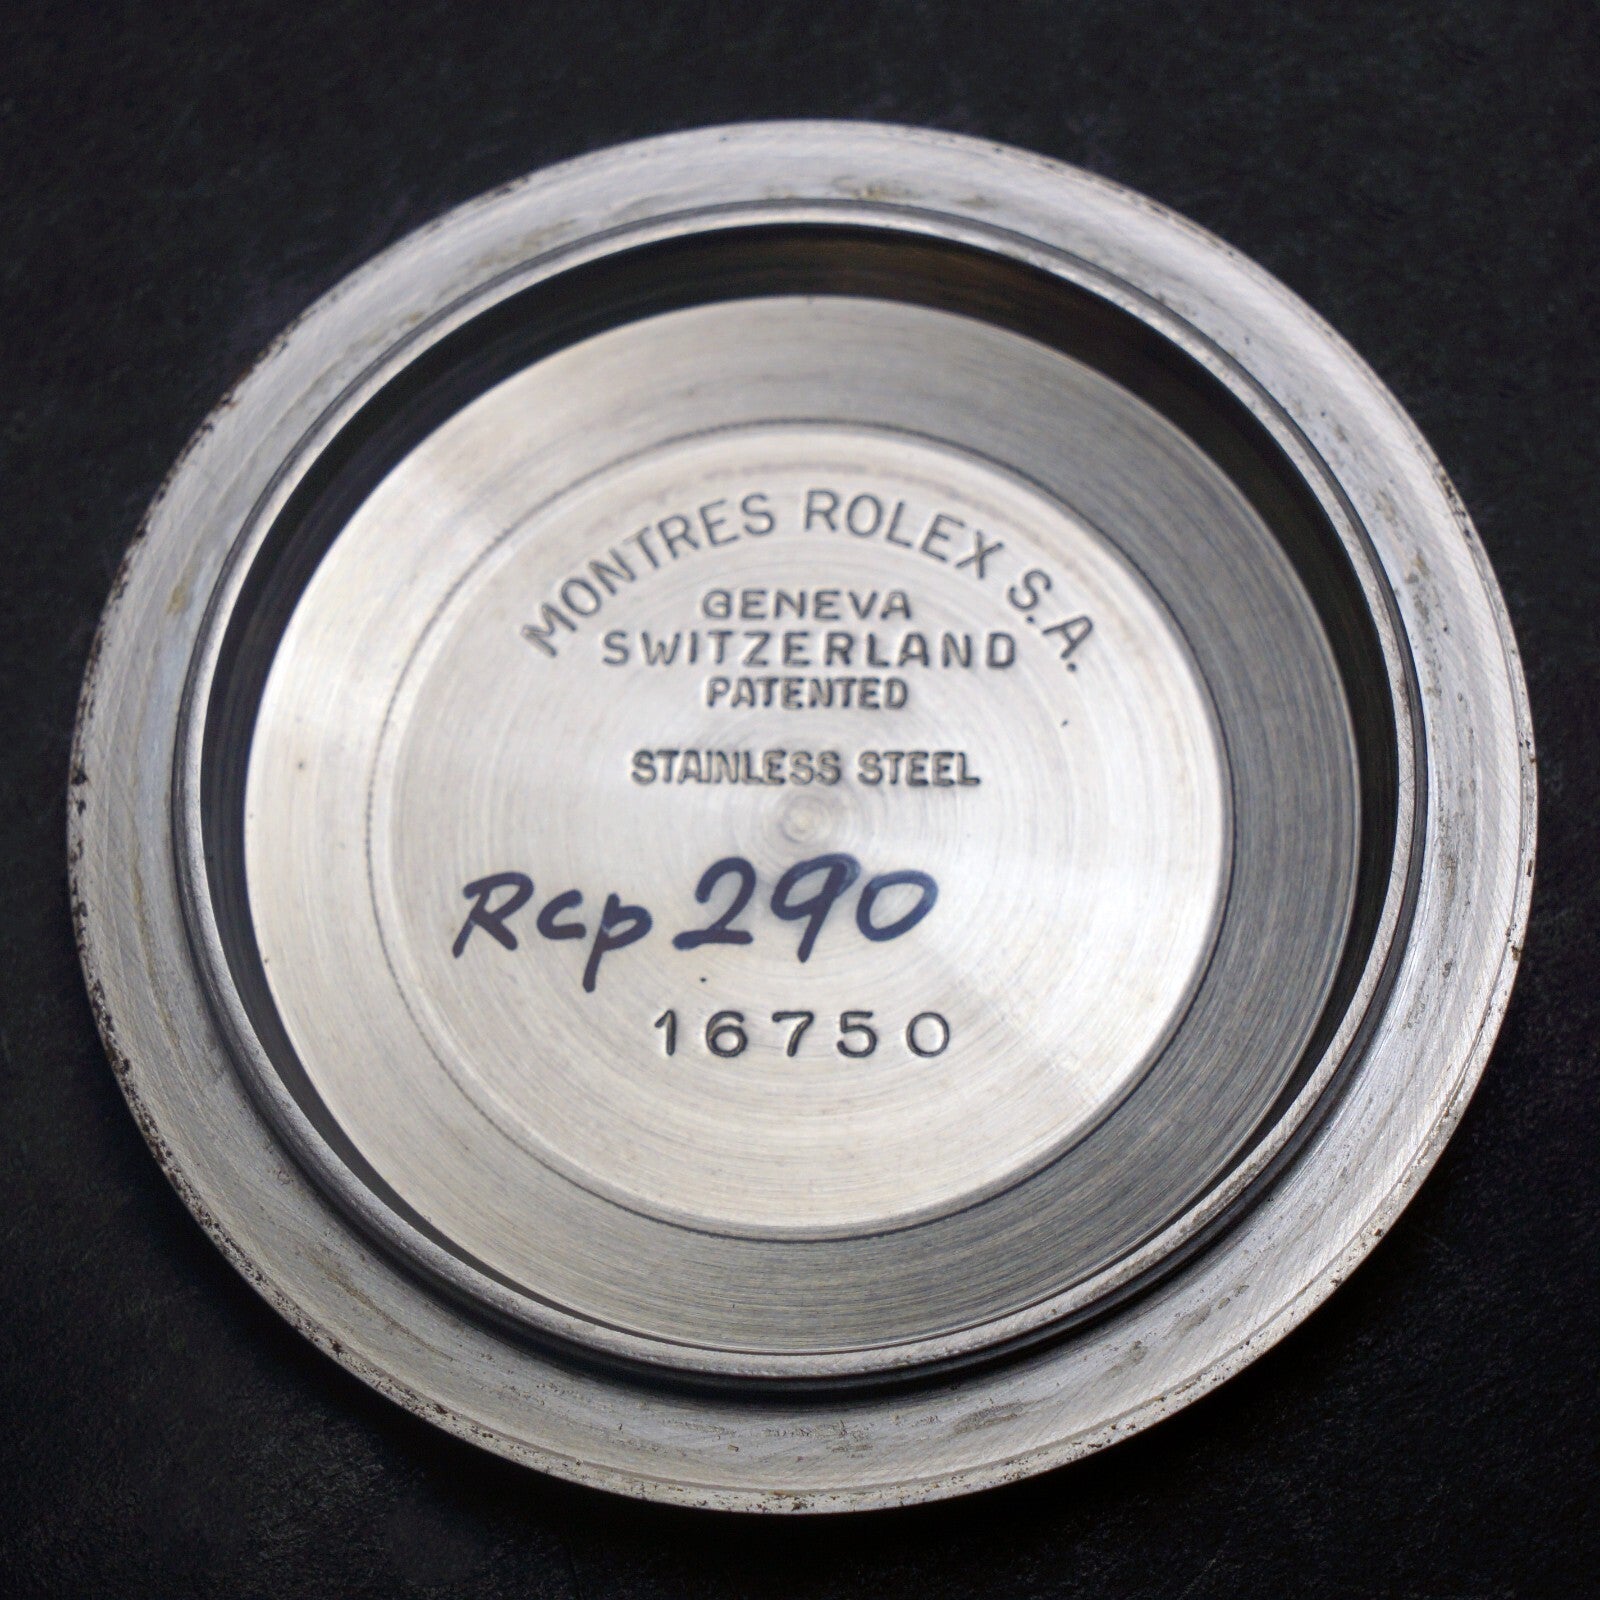 MONTRES ROLEX S.A.
GENEVA
SWITZERLAND
PATENTED
STAINLESS STEEL
Rcp 290
16750